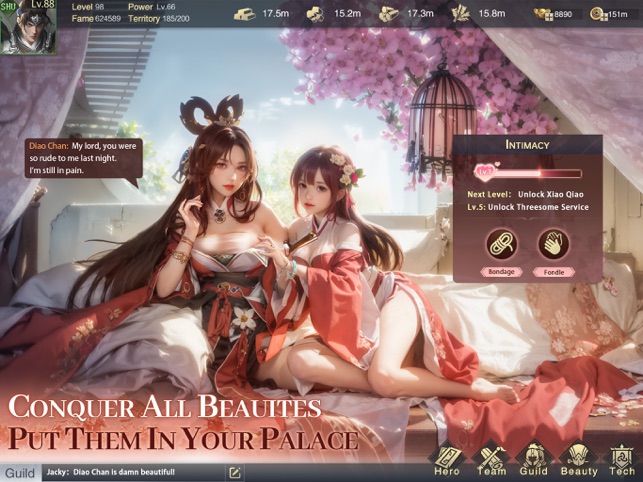 SHU
Lv.88
Level 98
Power Lv.66
Fame 624589
Territory 185/200
17.5m
15.2m
17.3m
15.8m
8890
151m
Diao Chan: My lord, you were
so rude to me last night.
I'm still in pain.
INTIMACY
Next Level: Unlock Xiao Qiao
Lv.5: Unlock Threesome Service
Bondage
Fondle
CONQUER ALL BEAUITES
PUT THEM IN YOUR PALACE
Hero
Team
Guild
Beauty
Tech
Guild
Jacky: Diao Chan is damn beautiful!